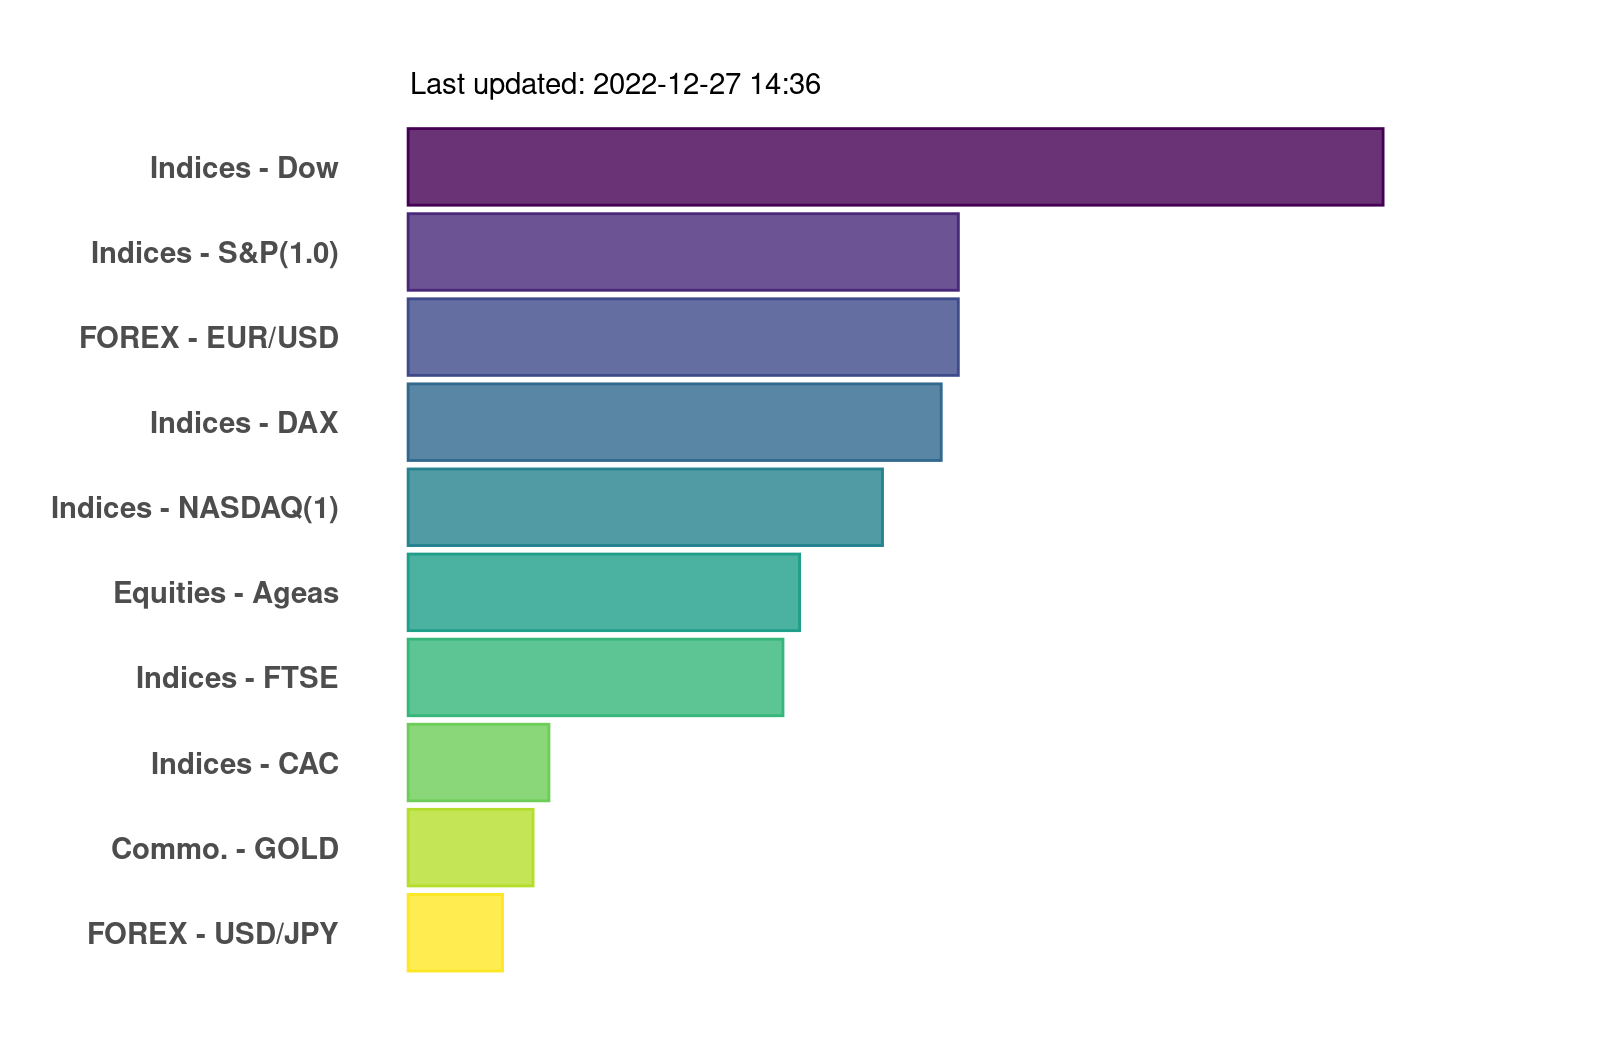 Last updated: 2022-12-27 14:36
Indices - Dow
Indices - S&P(1.0)
FOREX - EUR/USD
Indices - DAX
Indices - NASDAQ(1)
Equities - Ageas
Indices - FTSE
Indices - CAC
Commo. - GOLD
FOREX - USD/JPY